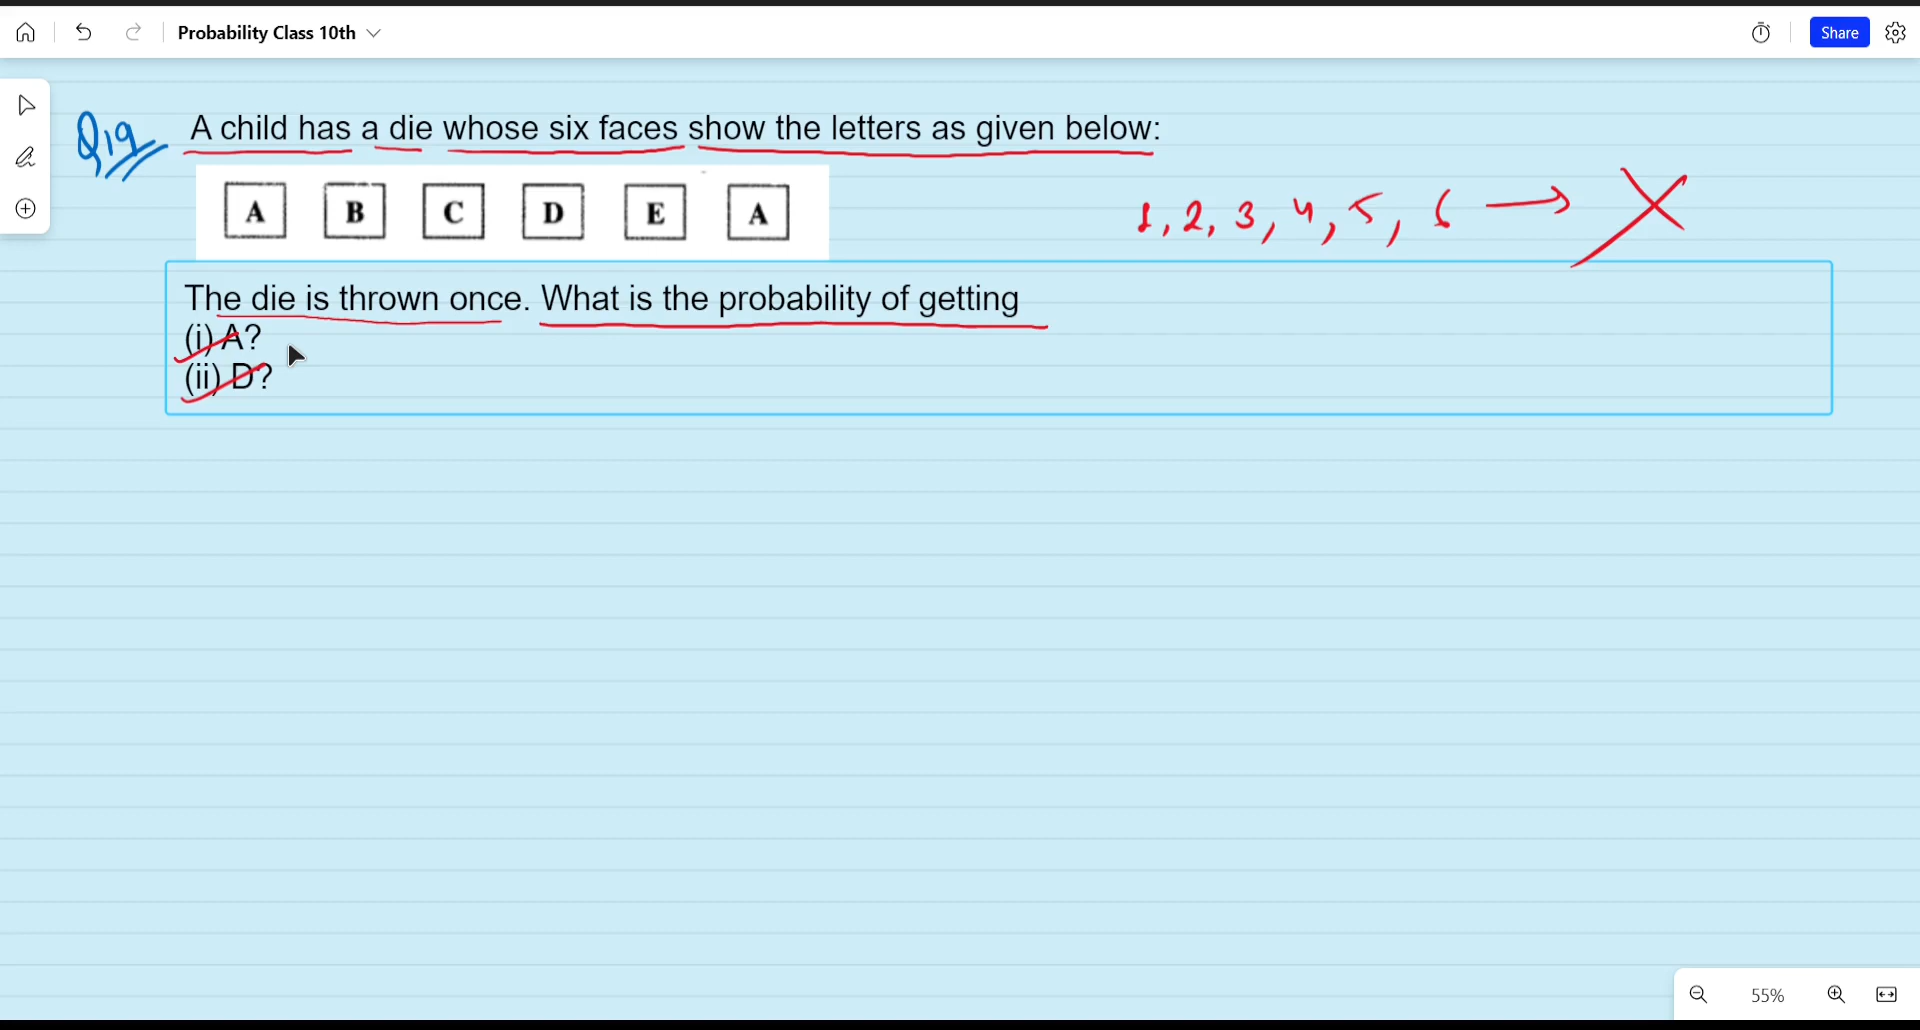 Probability Class 10th
Share
Q19 A child has a die whose six faces show the letters as given below:
A B C D E A
1, 2, 3, 4, 5, 6 → X
The die is thrown once. What is the probability of getting
(i) A?
(ii) D?
55%